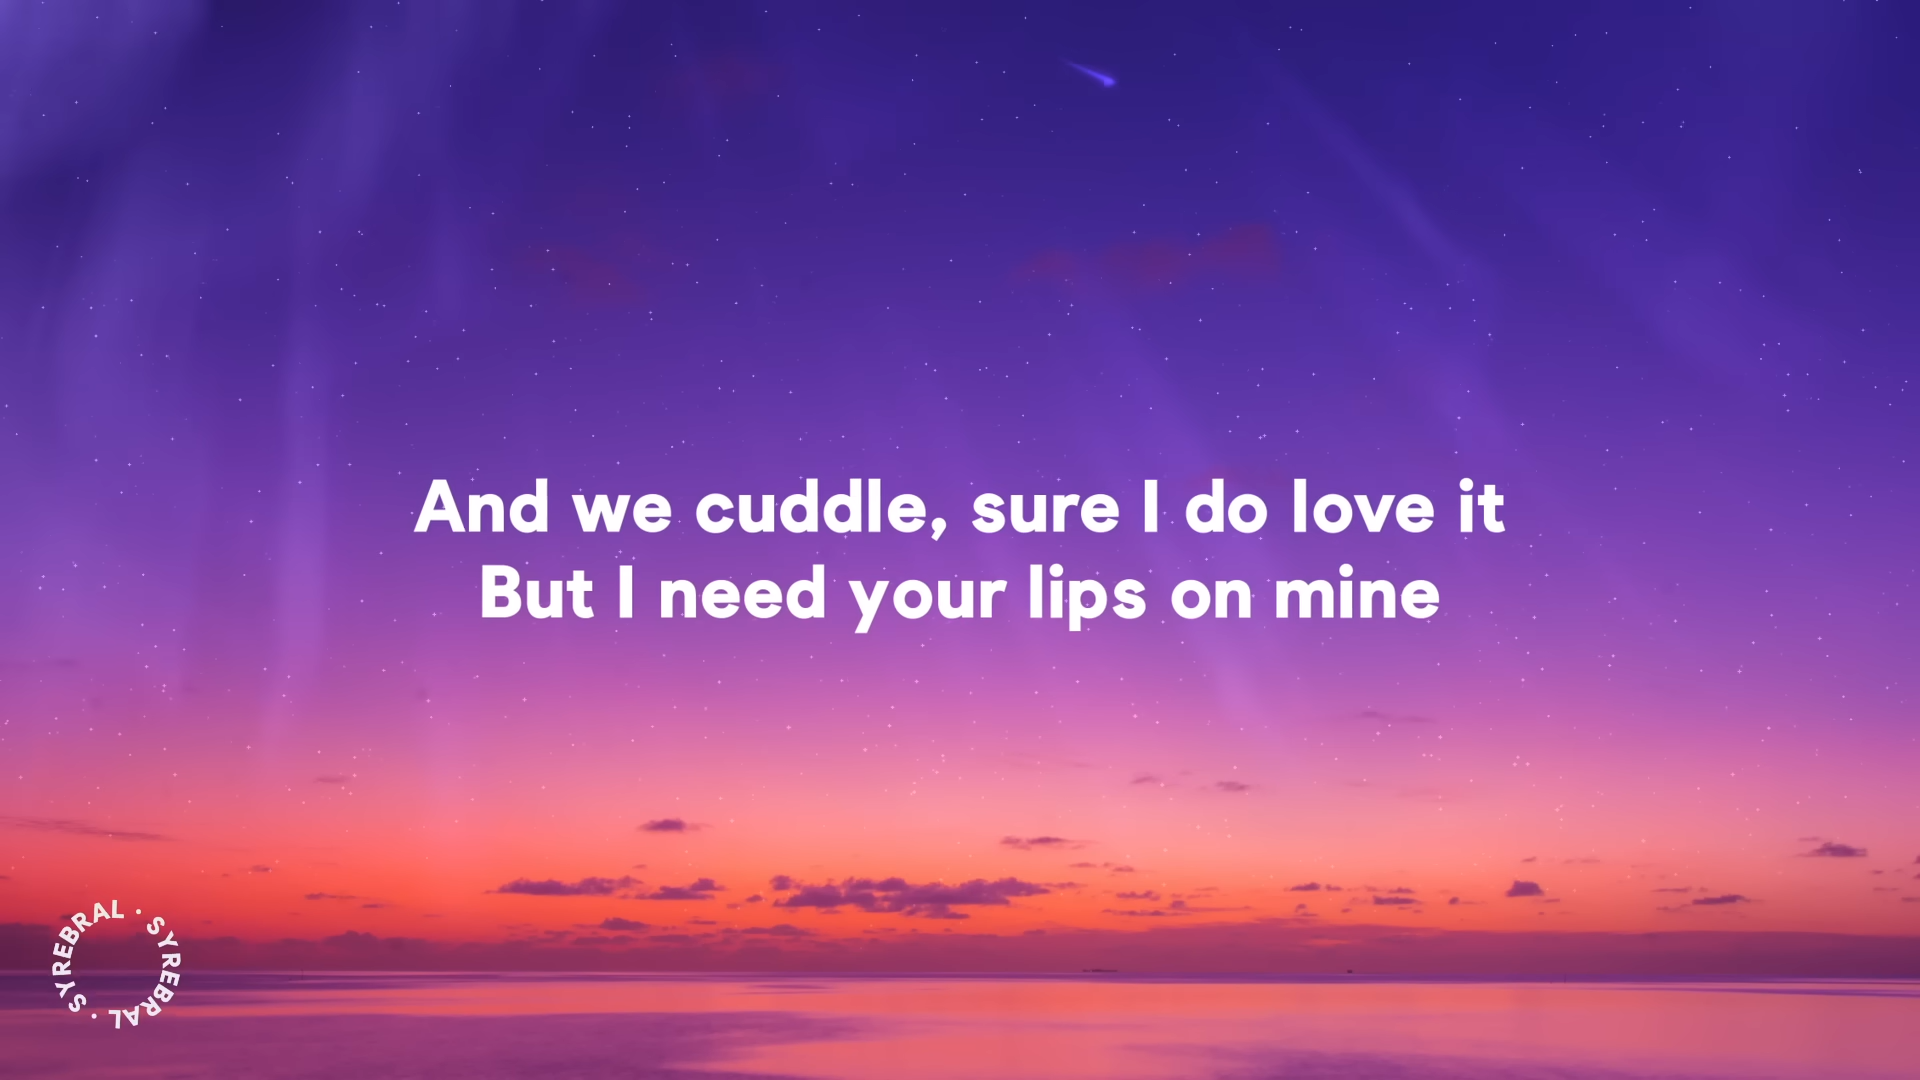 And we cuddle, sure I do love it
But I need your lips on mine
SYREBRAL · SYREBRAL ·